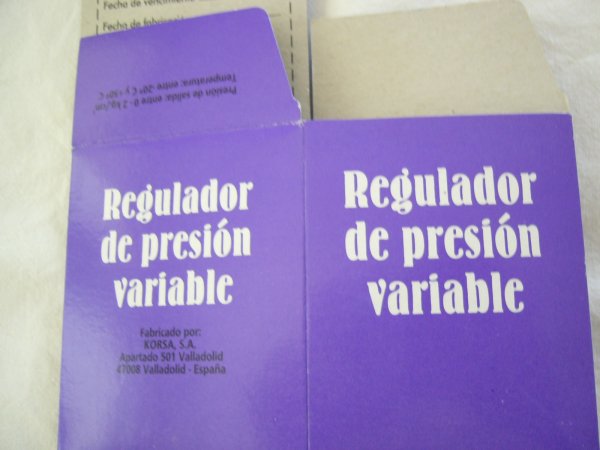 Fecha de vencimiento
Fecha de fabricación
Presión de salida: entre 0 - 2 kg/cm²
Temperatura: entre -20° C y +50° C
Regulador
de presión
variable
Fabricado por:
KORSA, S.A.
Apartado 501 Valladolid
47008 Valladolid - España
Regulador
de presión
variable